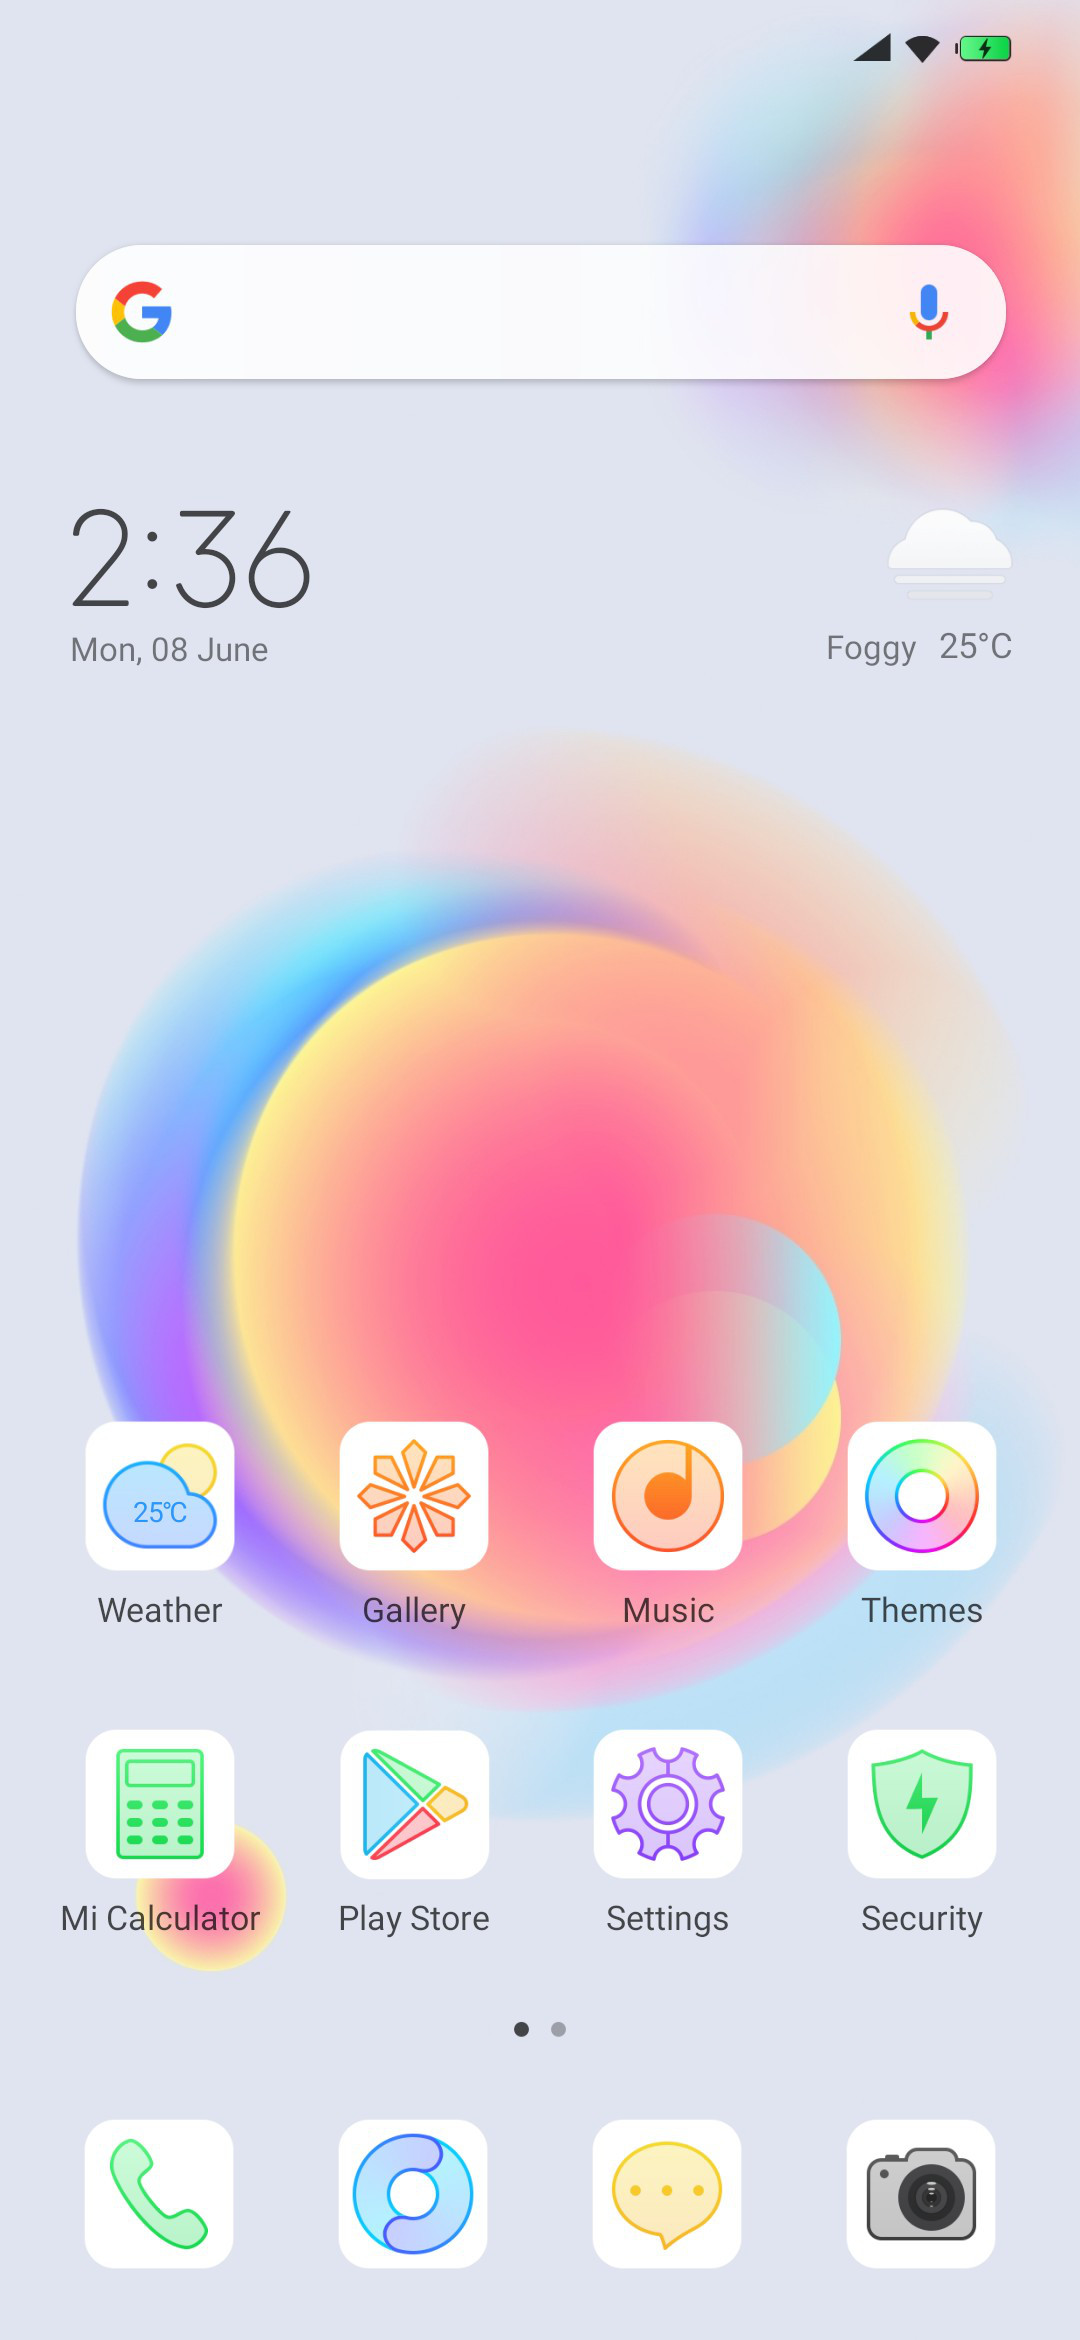 2:36
Mon, 08 June
Foggy 25°C
25℃
Weather
Gallery
Music
Themes
Mi Calculator
Play Store
Settings
Security